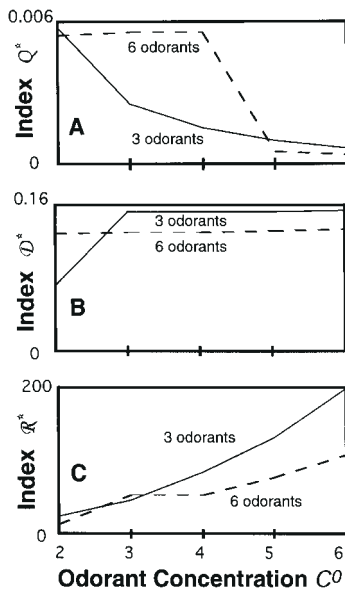 0.006
6 odorants
Index Q*
A
3 odorants
0
0.16
3 odorants
6 odorants
Index D*
B
0
200
3 odorants
Index R*
C
6 odorants
0
2 3 4 5 6
Odorant Concentration C⁰